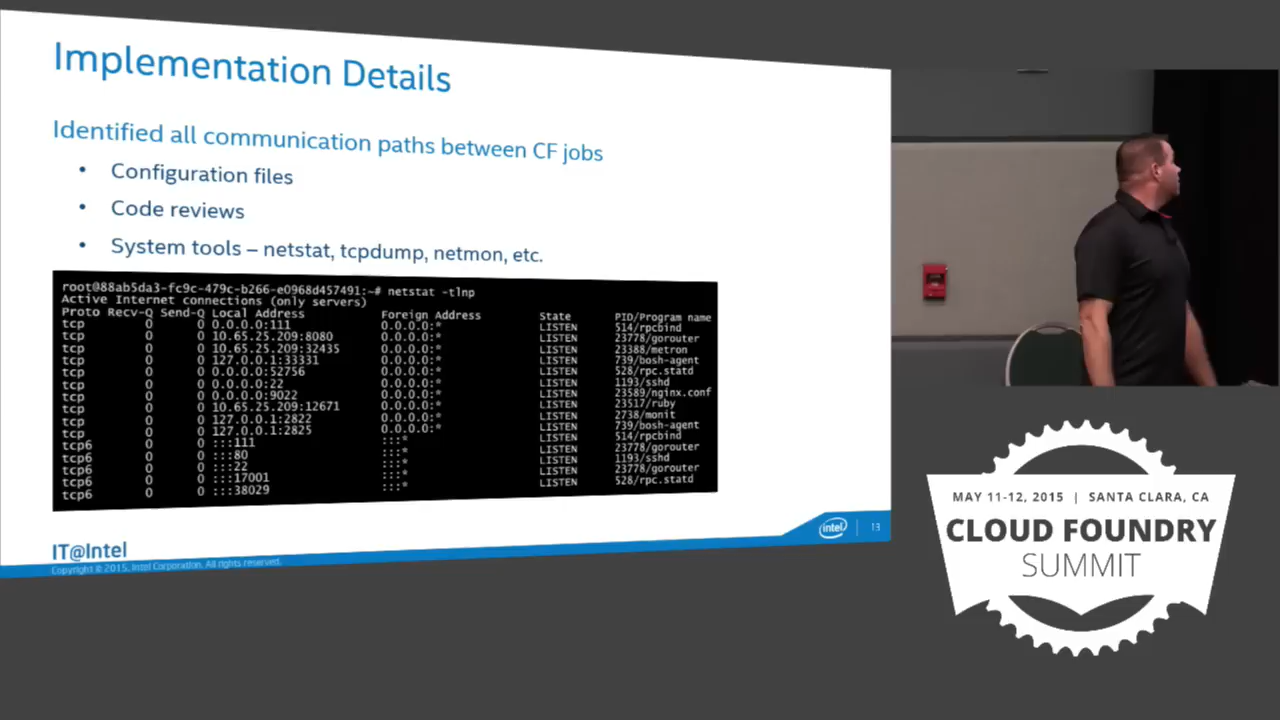 Implementation Details
Identified all communication paths between CF jobs
• Configuration files
• Code reviews
• System tools – netstat, tcpdump, netmon, etc.
root@88ab5da3-fc9c-479c-b266-e0968d457491:~# netstat -tlnp
Active Internet connections (only servers)
Proto Recv-Q Send-Q Local Address Foreign Address State PID/Program name
tcp 0 0 0.0.0.0:111 0.0.0.0:* LISTEN 514/rpcbind
tcp 0 0 10.65.25.209:8080 0.0.0.0:* LISTEN 23778/gorouter
tcp 0 0 10.65.25.209:32435 0.0.0.0:* LISTEN 23388/metron
tcp 0 0 127.0.0.1:33331 0.0.0.0:* LISTEN 739/bosh-agent
tcp 0 0 0.0.0.0:52756 0.0.0.0:* LISTEN 528/rpc.statd
tcp 0 0 0.0.0.0:22 0.0.0.0:* LISTEN 1193/sshd
tcp 0 0 0.0.0.0:9022 0.0.0.0:* LISTEN 23589/nginx.conf
tcp 0 0 10.65.25.209:12671 0.0.0.0:* LISTEN 23517/ruby
tcp 0 0 127.0.0.1:2822 0.0.0.0:* LISTEN 2738/monit
tcp 0 0 127.0.0.1:2825 0.0.0.0:* LISTEN 739/bosh-agent
tcp6 0 0 :::111 :::* LISTEN 514/rpcbind
tcp6 0 0 :::80 :::* LISTEN 23778/gorouter
tcp6 0 0 :::22 :::* LISTEN 1193/sshd
tcp6 0 0 :::17001 :::* LISTEN 23778/gorouter
tcp6 0 0 :::38029 :::* LISTEN 528/rpc.statd
IT@Intel
Copyright © 2015, Intel Corporation. All rights reserved.
intel
13
MAY 11-12, 2015 | SANTA CLARA, CA
CLOUD FOUNDRY
SUMMIT